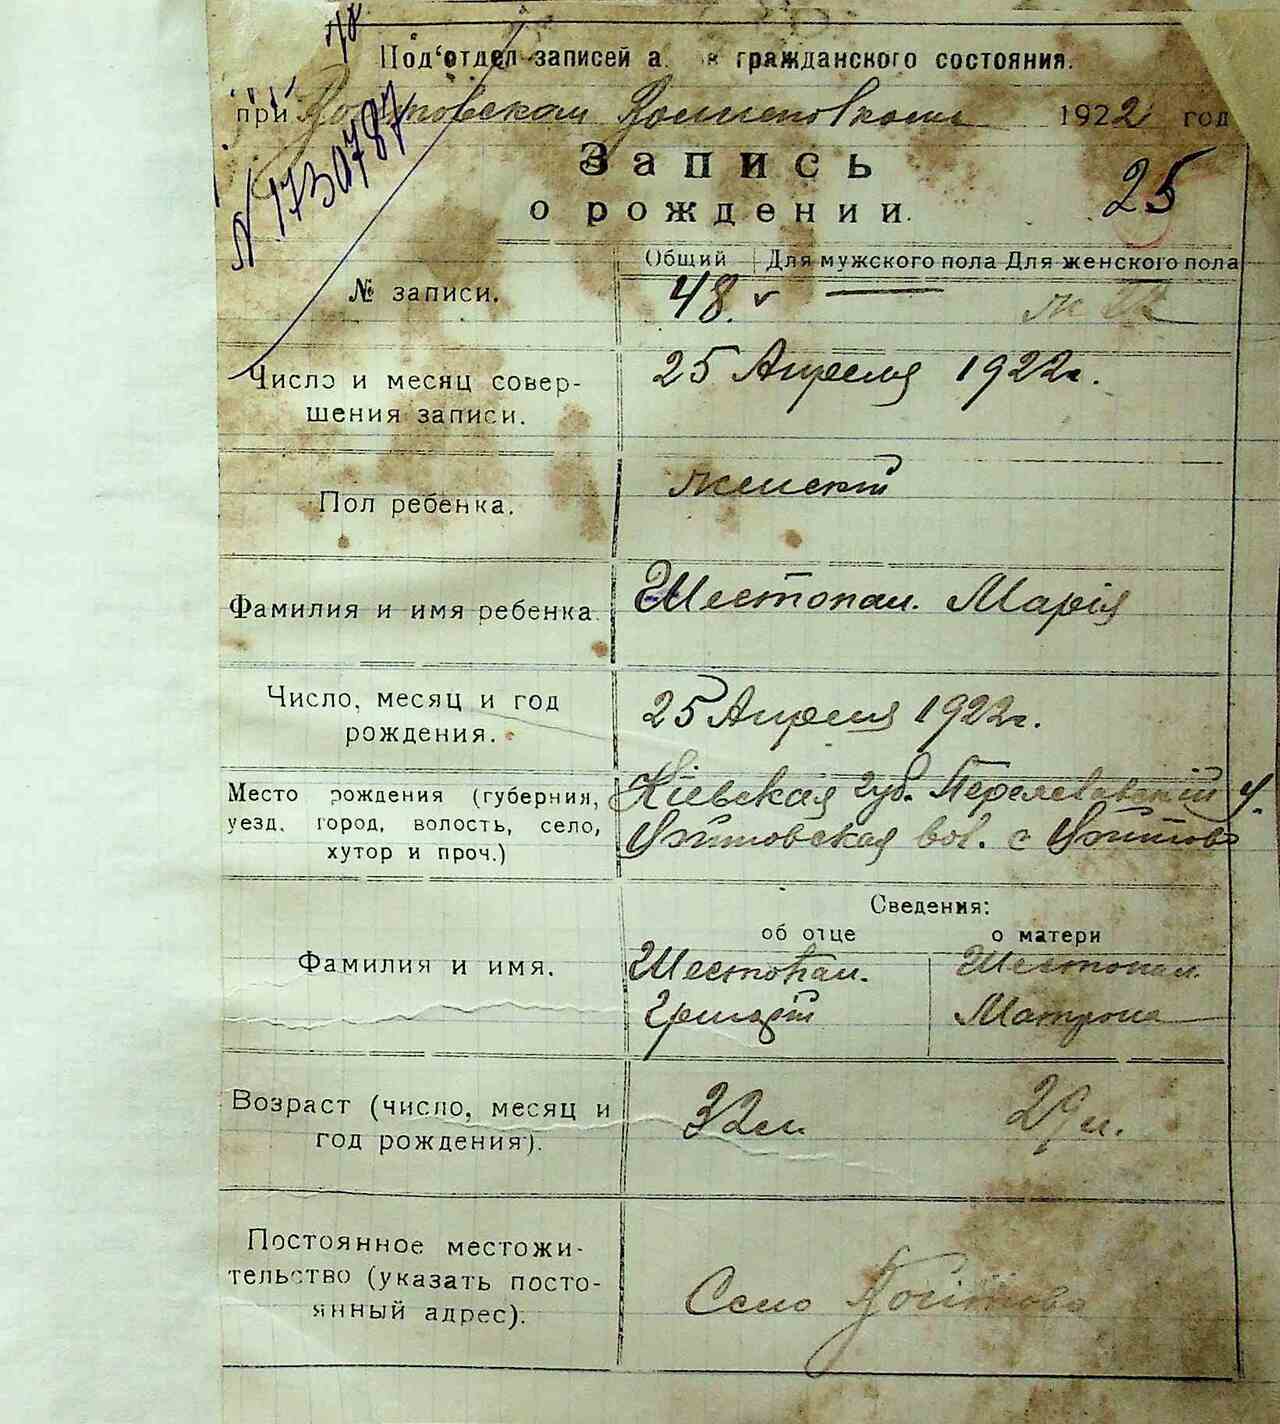 Под‘отдел записей а гражданского состояния.
при 1922 год
N 1730787
Запись
о рождении.
25
Общий Для мужского пола Для женского пола
№ записи. 48.
Число и месяц совер-
шения записи.
25 Апреля 1922г.
Пол ребенка. женский
Фамилия и имя ребенка. Шестопал. Марія
Число, месяц и год
рождения.
25 Апреля 1922г.
Место рождения (губерния,
уезд, город, волость, село,
хутор и проч.)
Кіевская губ. у.
вол. с
Сведения:
об отце о матери
Фамилия и имя.
Шестопал. Шестопал.
Григорій Матрона
Возраст (число, месяц и
год рождения).
32 л. 29 л.
Постоянное местожи-
тельство (указать посто-
янный адрес).
Село